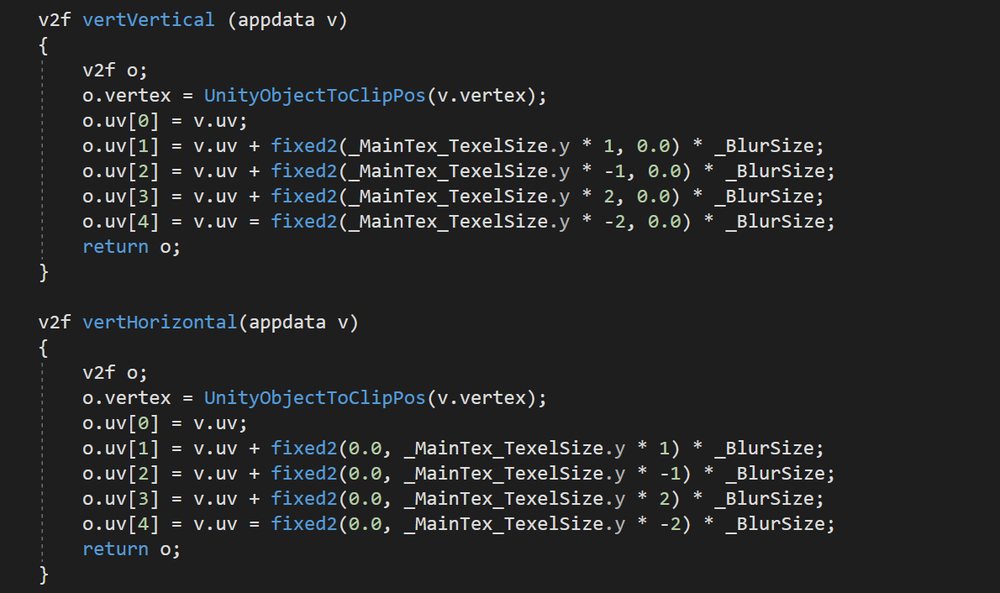 v2f vertVertical (appdata v)
{
    v2f o;
    o.vertex = UnityObjectToClipPos(v.vertex);
    o.uv[0] = v.uv;
    o.uv[1] = v.uv + fixed2(_MainTex_TexelSize.y * 1, 0.0) * _BlurSize;
    o.uv[2] = v.uv + fixed2(_MainTex_TexelSize.y * -1, 0.0) * _BlurSize;
    o.uv[3] = v.uv + fixed2(_MainTex_TexelSize.y * 2, 0.0) * _BlurSize;
    o.uv[4] = v.uv = fixed2(_MainTex_TexelSize.y * -2, 0.0) * _BlurSize;
    return o;
}

v2f vertHorizontal(appdata v)
{
    v2f o;
    o.vertex = UnityObjectToClipPos(v.vertex);
    o.uv[0] = v.uv;
    o.uv[1] = v.uv + fixed2(0.0, _MainTex_TexelSize.y * 1) * _BlurSize;
    o.uv[2] = v.uv + fixed2(0.0, _MainTex_TexelSize.y * -1) * _BlurSize;
    o.uv[3] = v.uv + fixed2(0.0, _MainTex_TexelSize.y * 2) * _BlurSize;
    o.uv[4] = v.uv = fixed2(0.0, _MainTex_TexelSize.y * -2) * _BlurSize;
    return o;
}